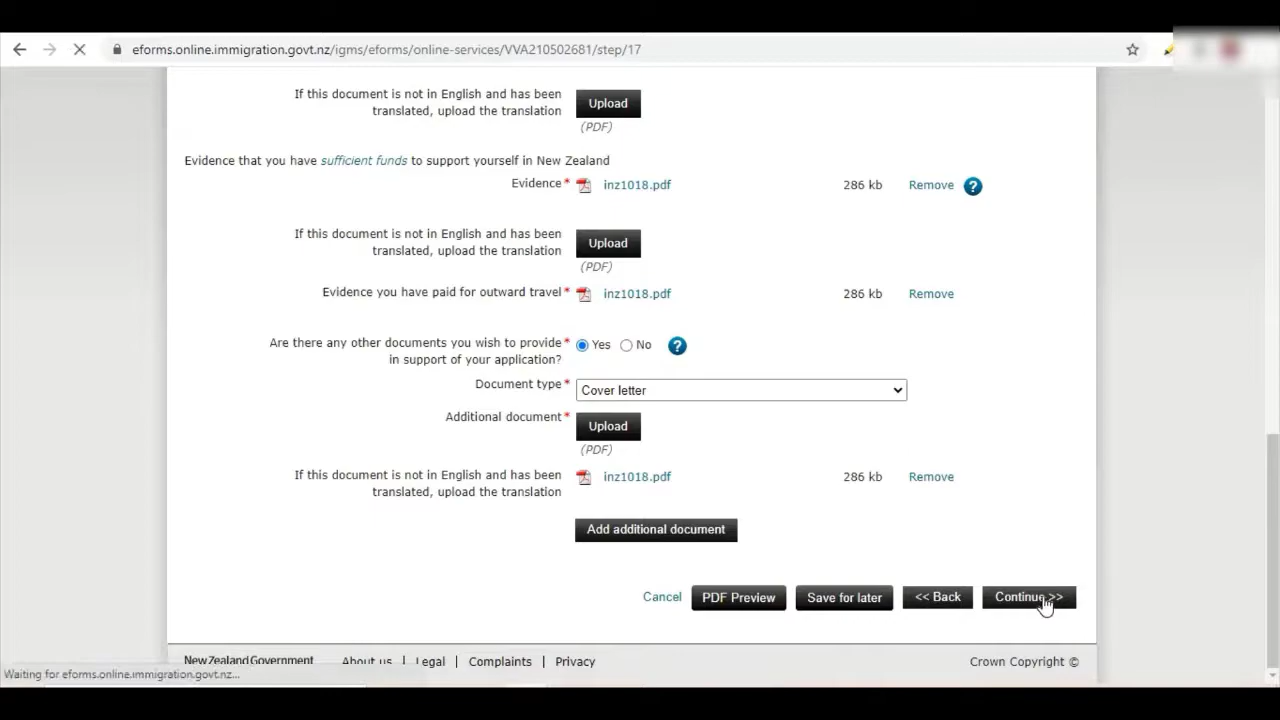 eforms.online.immigration.govt.nz/igms/eforms/online-services/VVA210502681/step/17
If this document is not in English and has been
translated, upload the translation
Upload
(PDF)
Evidence that you have sufficient funds to support yourself in New Zealand
Evidence* inz1018.pdf 286 kb Remove ?
If this document is not in English and has been
translated, upload the translation
Upload
(PDF)
Evidence you have paid for outward travel* inz1018.pdf 286 kb Remove
Are there any other documents you wish to provide* Yes No ?
in support of your application?
Document type* Cover letter
Additional document* Upload
(PDF)
If this document is not in English and has been
translated, upload the translation
inz1018.pdf 286 kb Remove
Add additional document
Cancel PDF Preview Save for later << Back Continue >>
New Zealand Government About us | Legal | Complaints | Privacy Crown Copyright ©
Waiting for eforms.online.immigration.govt.nz...